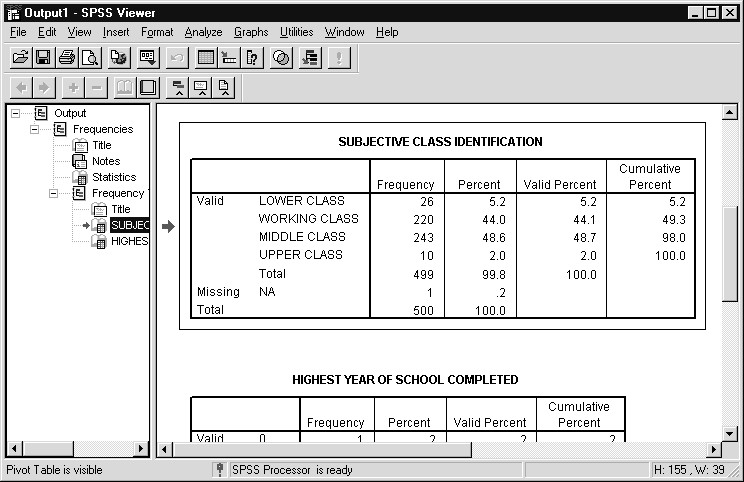 Output1 - SPSS Viewer
File Edit View Insert Format Analyze Graphs Utilities Window Help
Output
Frequencies
Title
Notes
Statistics
Frequency
Title
SUBJEC
HIGHES
SUBJECTIVE CLASS IDENTIFICATION
Frequency Percent Valid Percent Cumulative Percent
Valid LOWER CLASS 26 5.2 5.2 5.2
WORKING CLASS 220 44.0 44.1 49.3
MIDDLE CLASS 243 48.6 48.7 98.0
UPPER CLASS 10 2.0 2.0 100.0
Total 499 99.8 100.0
Missing NA 1 .2
Total 500 100.0
HIGHEST YEAR OF SCHOOL COMPLETED
Frequency Percent Valid Percent Cumulative Percent
Valid 0 1 .2 .2 .2
Pivot Table is visible
SPSS Processor is ready
H: 155 , W: 39